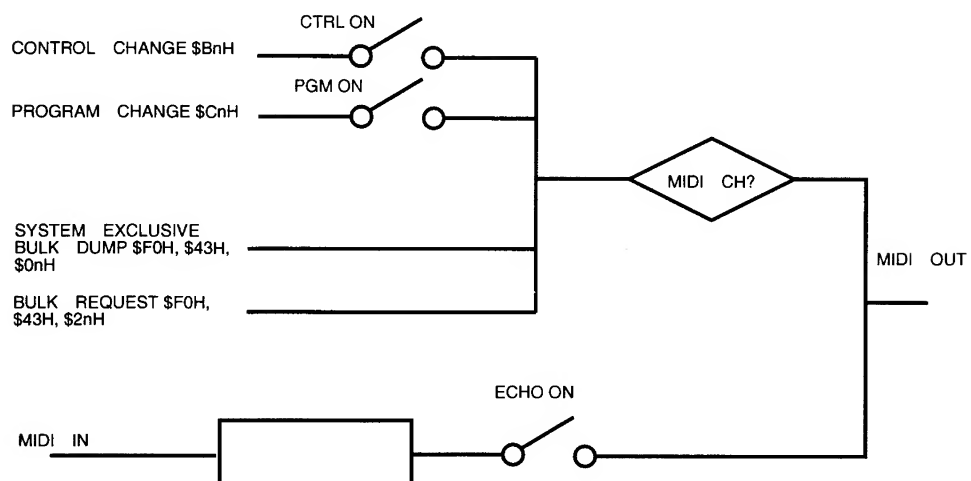 CTRL ON
CONTROL CHANGE $BnH
PGM ON
PROGRAM CHANGE $CnH
MIDI CH?
SYSTEM EXCLUSIVE
BULK DUMP $F0H, $43H,
$0nH
MIDI OUT
BULK REQUEST $F0H,
$43H, $2nH
ECHO ON
MIDI IN